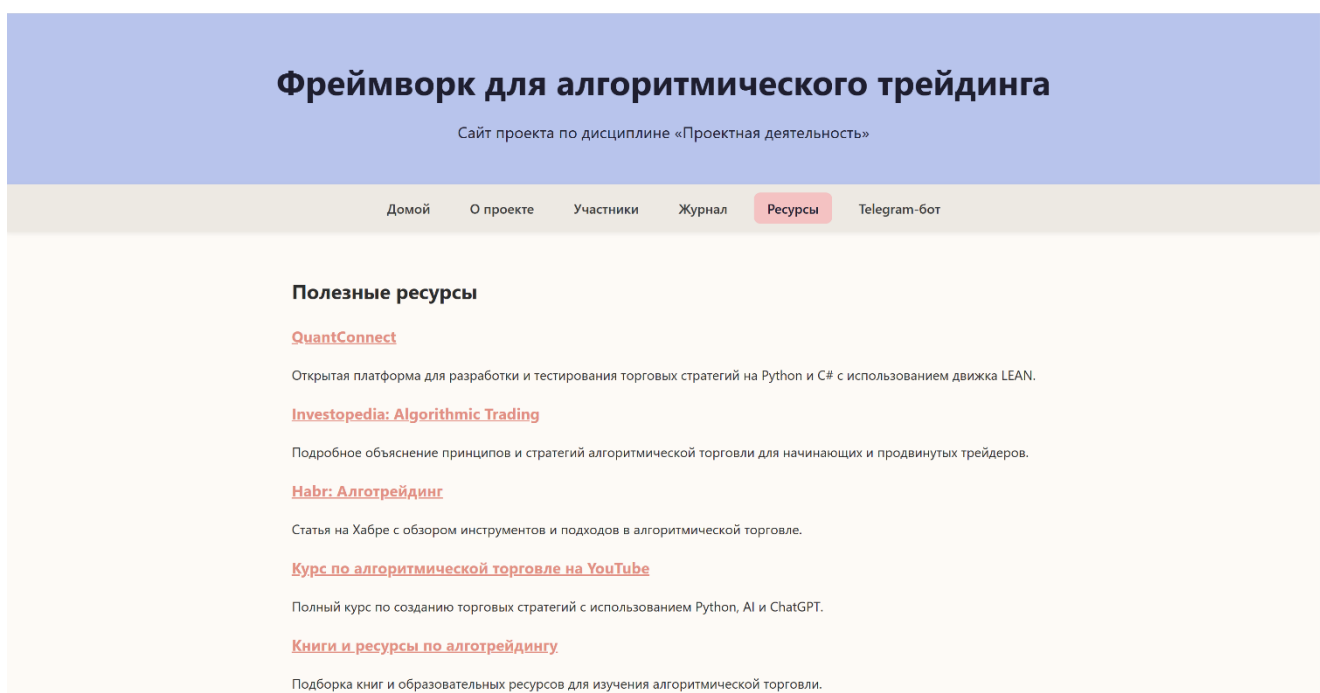 Фреймворк для алгоритмического трейдинга
Сайт проекта по дисциплине «Проектная деятельность»
Домой О проекте Участники Журнал Ресурсы Telegram-бот
Полезные ресурсы
QuantConnect
Открытая платформа для разработки и тестирования торговых стратегий на Python и C# с использованием движка LEAN.
Investopedia: Algorithmic Trading
Подробное объяснение принципов и стратегий алгоритмической торговли для начинающих и продвинутых трейдеров.
Habr: Алготрейдинг
Статья на Хабре с обзором инструментов и подходов в алгоритмической торговле.
Курс по алгоритмической торговле на YouTube
Полный курс по созданию торговых стратегий с использованием Python, AI и ChatGPT.
Книги и ресурсы по алготрейдингу
Подборка книг и образовательных ресурсов для изучения алгоритмической торговли.